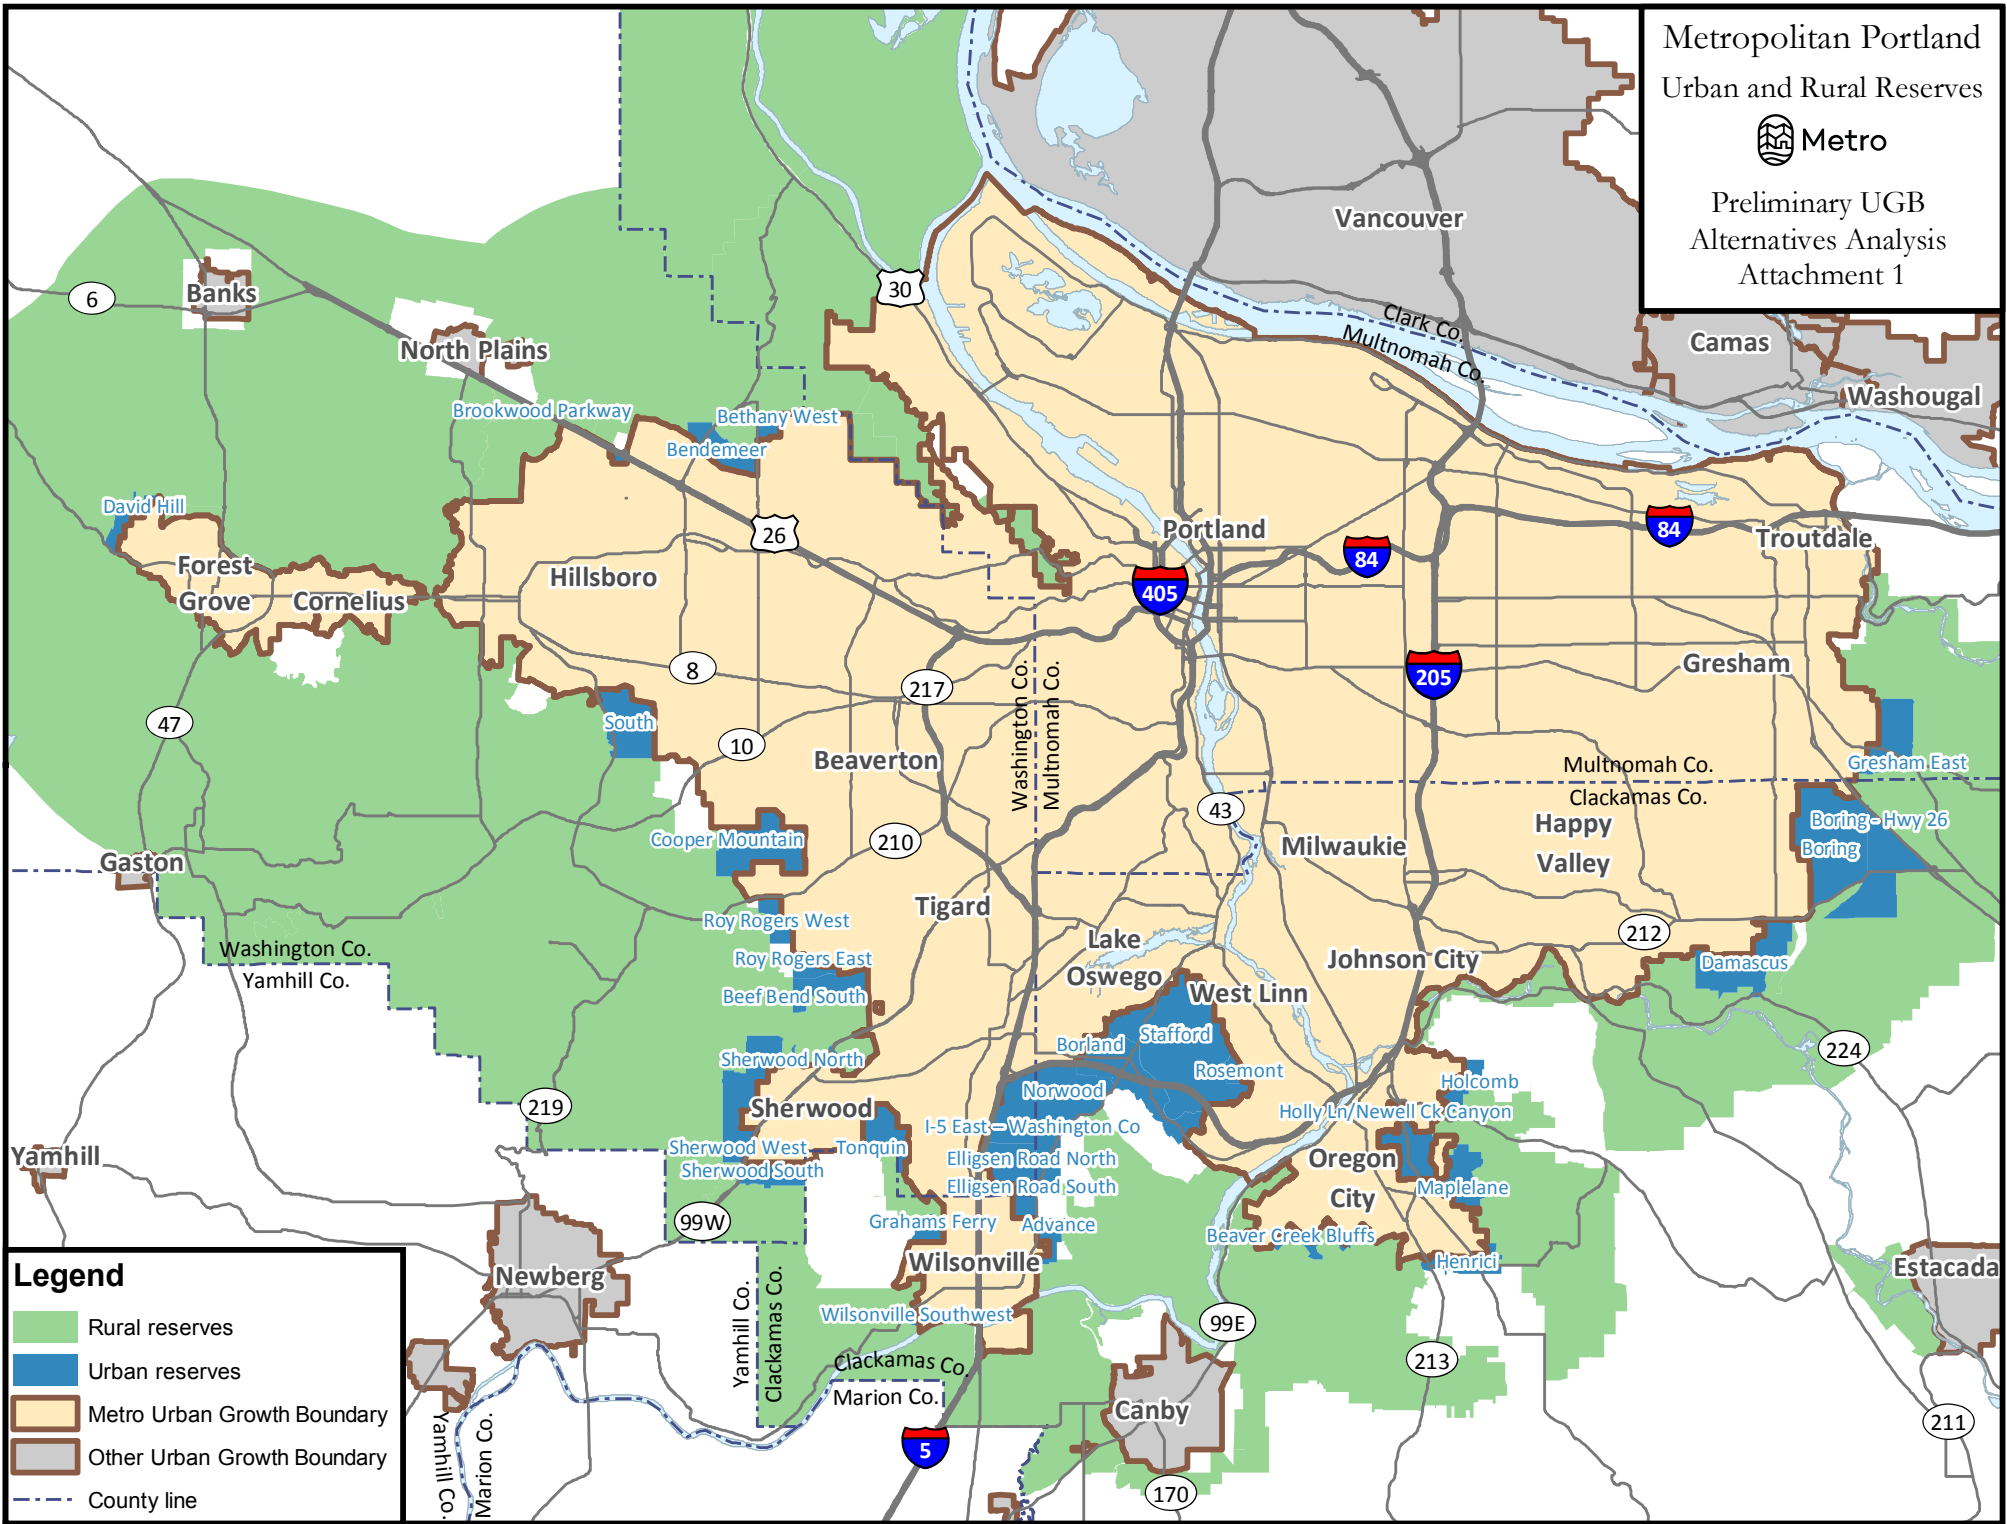 Metropolitan Portland
Urban and Rural Reserves
Metro
Preliminary UGB
Alternatives Analysis
Attachment 1
Vancouver
Clark Co.
Multnomah Co.
Camas
Washougal
30
6
Banks
North Plains
Brookwood Parkway
Bethany West
Bendemeer
David Hill
26
Portland
84
84
Troutdale
Forest
Grove
Cornelius
Hillsboro
405
8
217
205
Gresham
47
South
10
Beaverton
Washington Co.
Multnomah Co.
Multnomah Co.
Clackamas Co.
Gresham East
43
Happy
Valley
Boring - Hwy 26
Boring
Cooper Mountain
210
Milwaukie
Gaston
Tigard
Roy Rogers West
Lake
Oswego
212
Johnson City
Damascus
Washington Co.
Yamhill Co.
Roy Rogers East
Beef Bend South
West Linn
Stafford
Borland
Rosemont
224
Sherwood North
Norwood
Holcomb
219
Sherwood
Holly Ln/Newell Ck Canyon
I-5 East – Washington Co
Yamhill
Sherwood West
Tonquin
Sherwood South
Elligsen Road North
Elligsen Road South
Oregon
City
Maplelane
99W
Grahams Ferry
Advance
Beaver Creek Bluffs
Henrici
Wilsonville
Newberg
Estacada
Wilsonville Southwest
99E
Yamhill Co.
Clackamas Co.
Clackamas Co.
Marion Co.
213
Canby
211
5
170
Yamhill Co.
Marion Co.
Legend
Rural reserves
Urban reserves
Metro Urban Growth Boundary
Other Urban Growth Boundary
County line